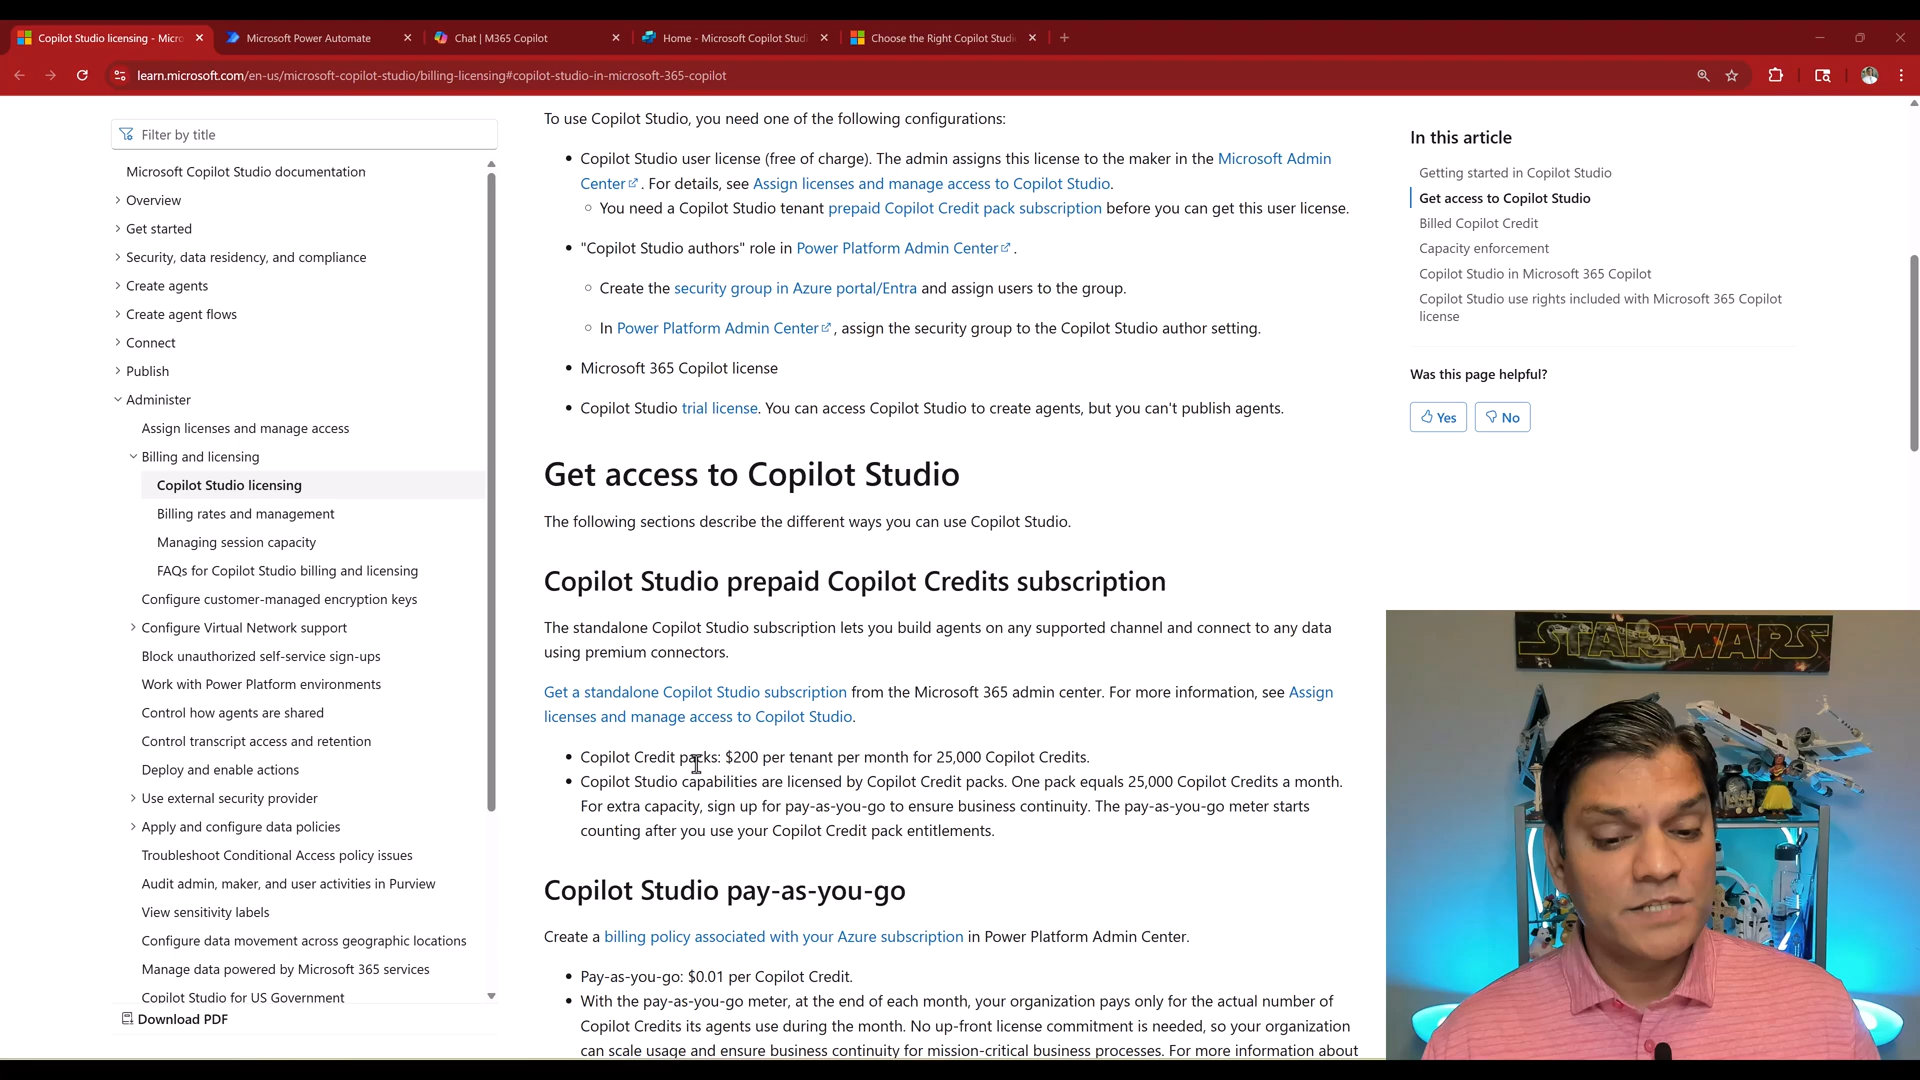 Copilot Studio licensing - Micro
Microsoft Power Automate
Chat | M365 Copilot
Home - Microsoft Copilot Studi
Choose the Right Copilot Studi
learn.microsoft.com/en-us/microsoft-copilot-studio/billing-licensing#copilot-studio-in-microsoft-365-copilot
Filter by title
Microsoft Copilot Studio documentation
Overview
Get started
Security, data residency, and compliance
Create agents
Create agent flows
Connect
Publish
Administer
Assign licenses and manage access
Billing and licensing
Copilot Studio licensing
Billing rates and management
Managing session capacity
FAQs for Copilot Studio billing and licensing
Configure customer-managed encryption keys
Configure Virtual Network support
Block unauthorized self-service sign-ups
Work with Power Platform environments
Control how agents are shared
Control transcript access and retention
Deploy and enable actions
Use external security provider
Apply and configure data policies
Troubleshoot Conditional Access policy issues
Audit admin, maker, and user activities in Purview
View sensitivity labels
Configure data movement across geographic locations
Manage data powered by Microsoft 365 services
Copilot Studio for US Government
Download PDF
To use Copilot Studio, you need one of the following configurations:
Copilot Studio user license (free of charge). The admin assigns this license to the maker in the Microsoft Admin
Center. For details, see Assign licenses and manage access to Copilot Studio.
You need a Copilot Studio tenant prepaid Copilot Credit pack subscription before you can get this user license.
"Copilot Studio authors" role in Power Platform Admin Center.
Create the security group in Azure portal/Entra and assign users to the group.
In Power Platform Admin Center, assign the security group to the Copilot Studio author setting.
Microsoft 365 Copilot license
Copilot Studio trial license. You can access Copilot Studio to create agents, but you can't publish agents.
Get access to Copilot Studio
The following sections describe the different ways you can use Copilot Studio.
Copilot Studio prepaid Copilot Credits subscription
The standalone Copilot Studio subscription lets you build agents on any supported channel and connect to any data
using premium connectors.
Get a standalone Copilot Studio subscription from the Microsoft 365 admin center. For more information, see Assign
licenses and manage access to Copilot Studio.
Copilot Credit packs: $200 per tenant per month for 25,000 Copilot Credits.
Copilot Studio capabilities are licensed by Copilot Credit packs. One pack equals 25,000 Copilot Credits a month.
For extra capacity, sign up for pay-as-you-go to ensure business continuity. The pay-as-you-go meter starts
counting after you use your Copilot Credit pack entitlements.
Copilot Studio pay-as-you-go
Create a billing policy associated with your Azure subscription in Power Platform Admin Center.
Pay-as-you-go: $0.01 per Copilot Credit.
With the pay-as-you-go meter, at the end of each month, your organization pays only for the actual number of
Copilot Credits its agents use during the month. No up-front license commitment is needed, so your organization
can scale usage and ensure business continuity for mission-critical business processes. For more information about
In this article
Getting started in Copilot Studio
Get access to Copilot Studio
Billed Copilot Credit
Capacity enforcement
Copilot Studio in Microsoft 365 Copilot
Copilot Studio use rights included with Microsoft 365 Copilot
license
Was this page helpful?
Yes
No
STAR WARS